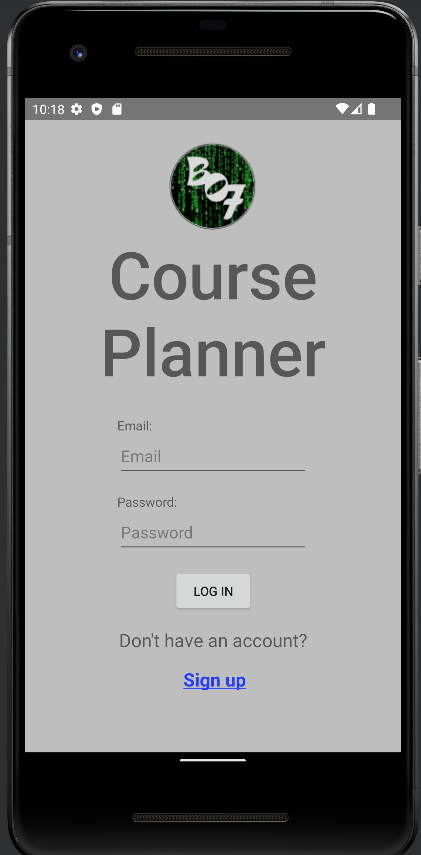 10:18
B07
Course
Planner
Email:
Email
Password:
Password
LOG IN
Don't have an account?
Sign up